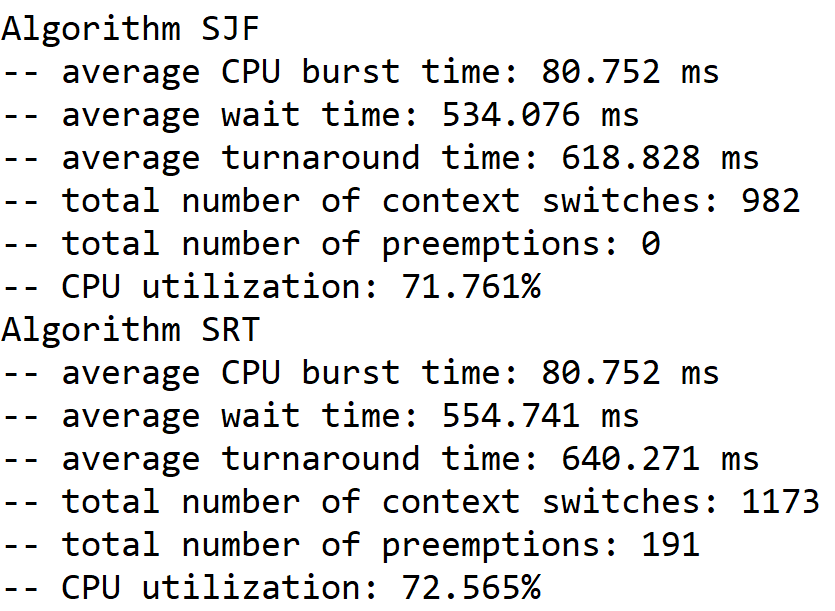 Algorithm SJF
-- average CPU burst time: 80.752 ms
-- average wait time: 534.076 ms
-- average turnaround time: 618.828 ms
-- total number of context switches: 982
-- total number of preemptions: 0
-- CPU utilization: 71.761%
Algorithm SRT
-- average CPU burst time: 80.752 ms
-- average wait time: 554.741 ms
-- average turnaround time: 640.271 ms
-- total number of context switches: 1173
-- total number of preemptions: 191
-- CPU utilization: 72.565%